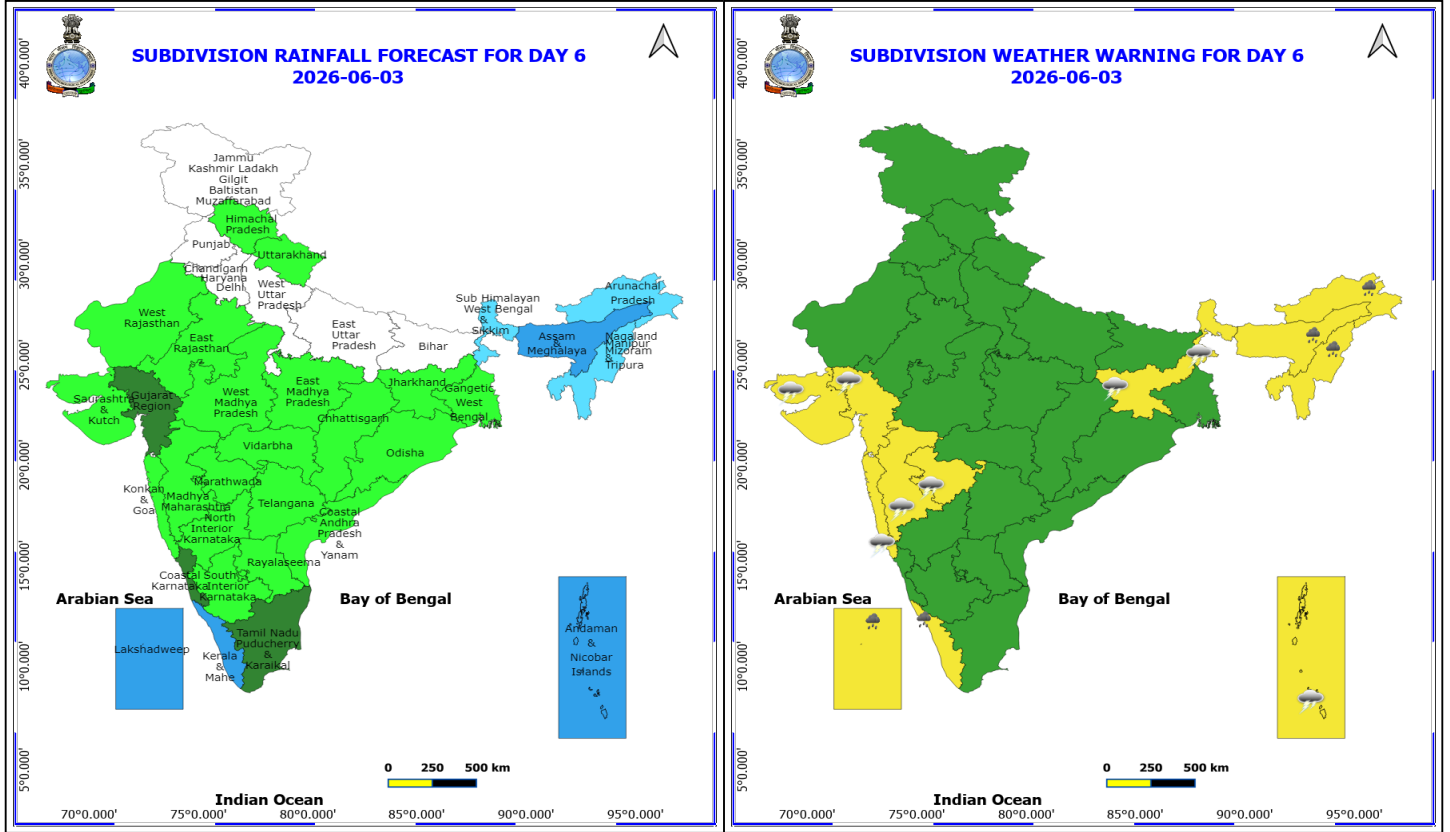 SUBDIVISION RAINFALL FORECAST FOR DAY 6
2026-06-03
40°0.000'
35°0.000'
30°0.000'
25°0.000'
20°0.000'
15°0.000'
10°0.000'
5°0.000'
Jammu
Kashmir Ladakh
Gilgit
Baltistan
Muzaffarabad
Himachal
Pradesh
Punjab
Uttarakhand
Chandigarh
Haryana
Delhi
West
Uttar
Pradesh
East
Uttar
Pradesh
Bihar
Sub Himalayan
West Bengal
&
Sikkim
Arunachal
Pradesh
Assam
&
Meghalaya
Nagaland
Manipur
Mizoram
&
Tripura
West
Rajasthan
East
Rajasthan
Saurashtra
&
Kutch
Gujarat
Region
West
Madhya
Pradesh
East
Madhya
Pradesh
Jharkhand
Gangetic
West
Bengal
Chhattisgarh
Vidarbha
Odisha
Konkan
&
Goa
Madhya
Maharashtra
Marathwada
Telangana
North
Interior
Karnataka
Coastal
Andhra
Pradesh
&
Yanam
Rayalaseema
Coastal
Karnataka
South
Interior
Karnataka
Tamil Nadu
Puducherry
&
Karaikal
Kerala
&
Mahe
Lakshadweep
Andaman
&
Nicobar
Islands
Arabian Sea
Bay of Bengal
0 250 500 km
Indian Ocean
70°0.000' 75°0.000' 80°0.000' 85°0.000' 90°0.000' 95°0.000'
SUBDIVISION WEATHER WARNING FOR DAY 6
2026-06-03
40°0.000'
35°0.000'
30°0.000'
25°0.000'
20°0.000'
15°0.000'
10°0.000'
5°0.000'
Arabian Sea
Bay of Bengal
0 250 500 km
Indian Ocean
70°0.000' 75°0.000' 80°0.000' 85°0.000' 90°0.000' 95°0.000'